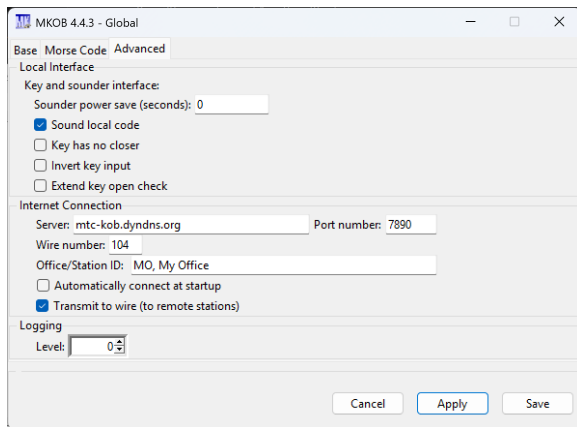 MKOB 4.4.3 - Global
Base Morse Code Advanced
Local Interface
Key and sounder interface:
Sounder power save (seconds): 0
Sound local code
Key has no closer
Invert key input
Extend key open check
Internet Connection
Server: mtc-kob.dyndns.org Port number: 7890
Wire number: 104
Office/Station ID: MO, My Office
Automatically connect at startup
Transmit to wire (to remote stations)
Logging
Level: 0
Cancel Apply Save